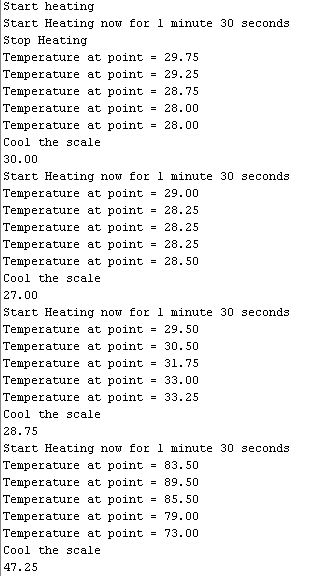 Start heating
Start Heating now for 1 minute 30 seconds
Stop Heating
Temperature at point = 29.75
Temperature at point = 29.25
Temperature at point = 28.75
Temperature at point = 28.00
Temperature at point = 28.00
Cool the scale
30.00
Start Heating now for 1 minute 30 seconds
Temperature at point = 29.00
Temperature at point = 28.25
Temperature at point = 28.25
Temperature at point = 28.25
Temperature at point = 28.50
Cool the scale
27.00
Start Heating now for 1 minute 30 seconds
Temperature at point = 29.50
Temperature at point = 30.50
Temperature at point = 31.75
Temperature at point = 33.00
Temperature at point = 33.25
Cool the scale
28.75
Start Heating now for 1 minute 30 seconds
Temperature at point = 83.50
Temperature at point = 89.50
Temperature at point = 85.50
Temperature at point = 79.00
Temperature at point = 73.00
Cool the scale
47.25